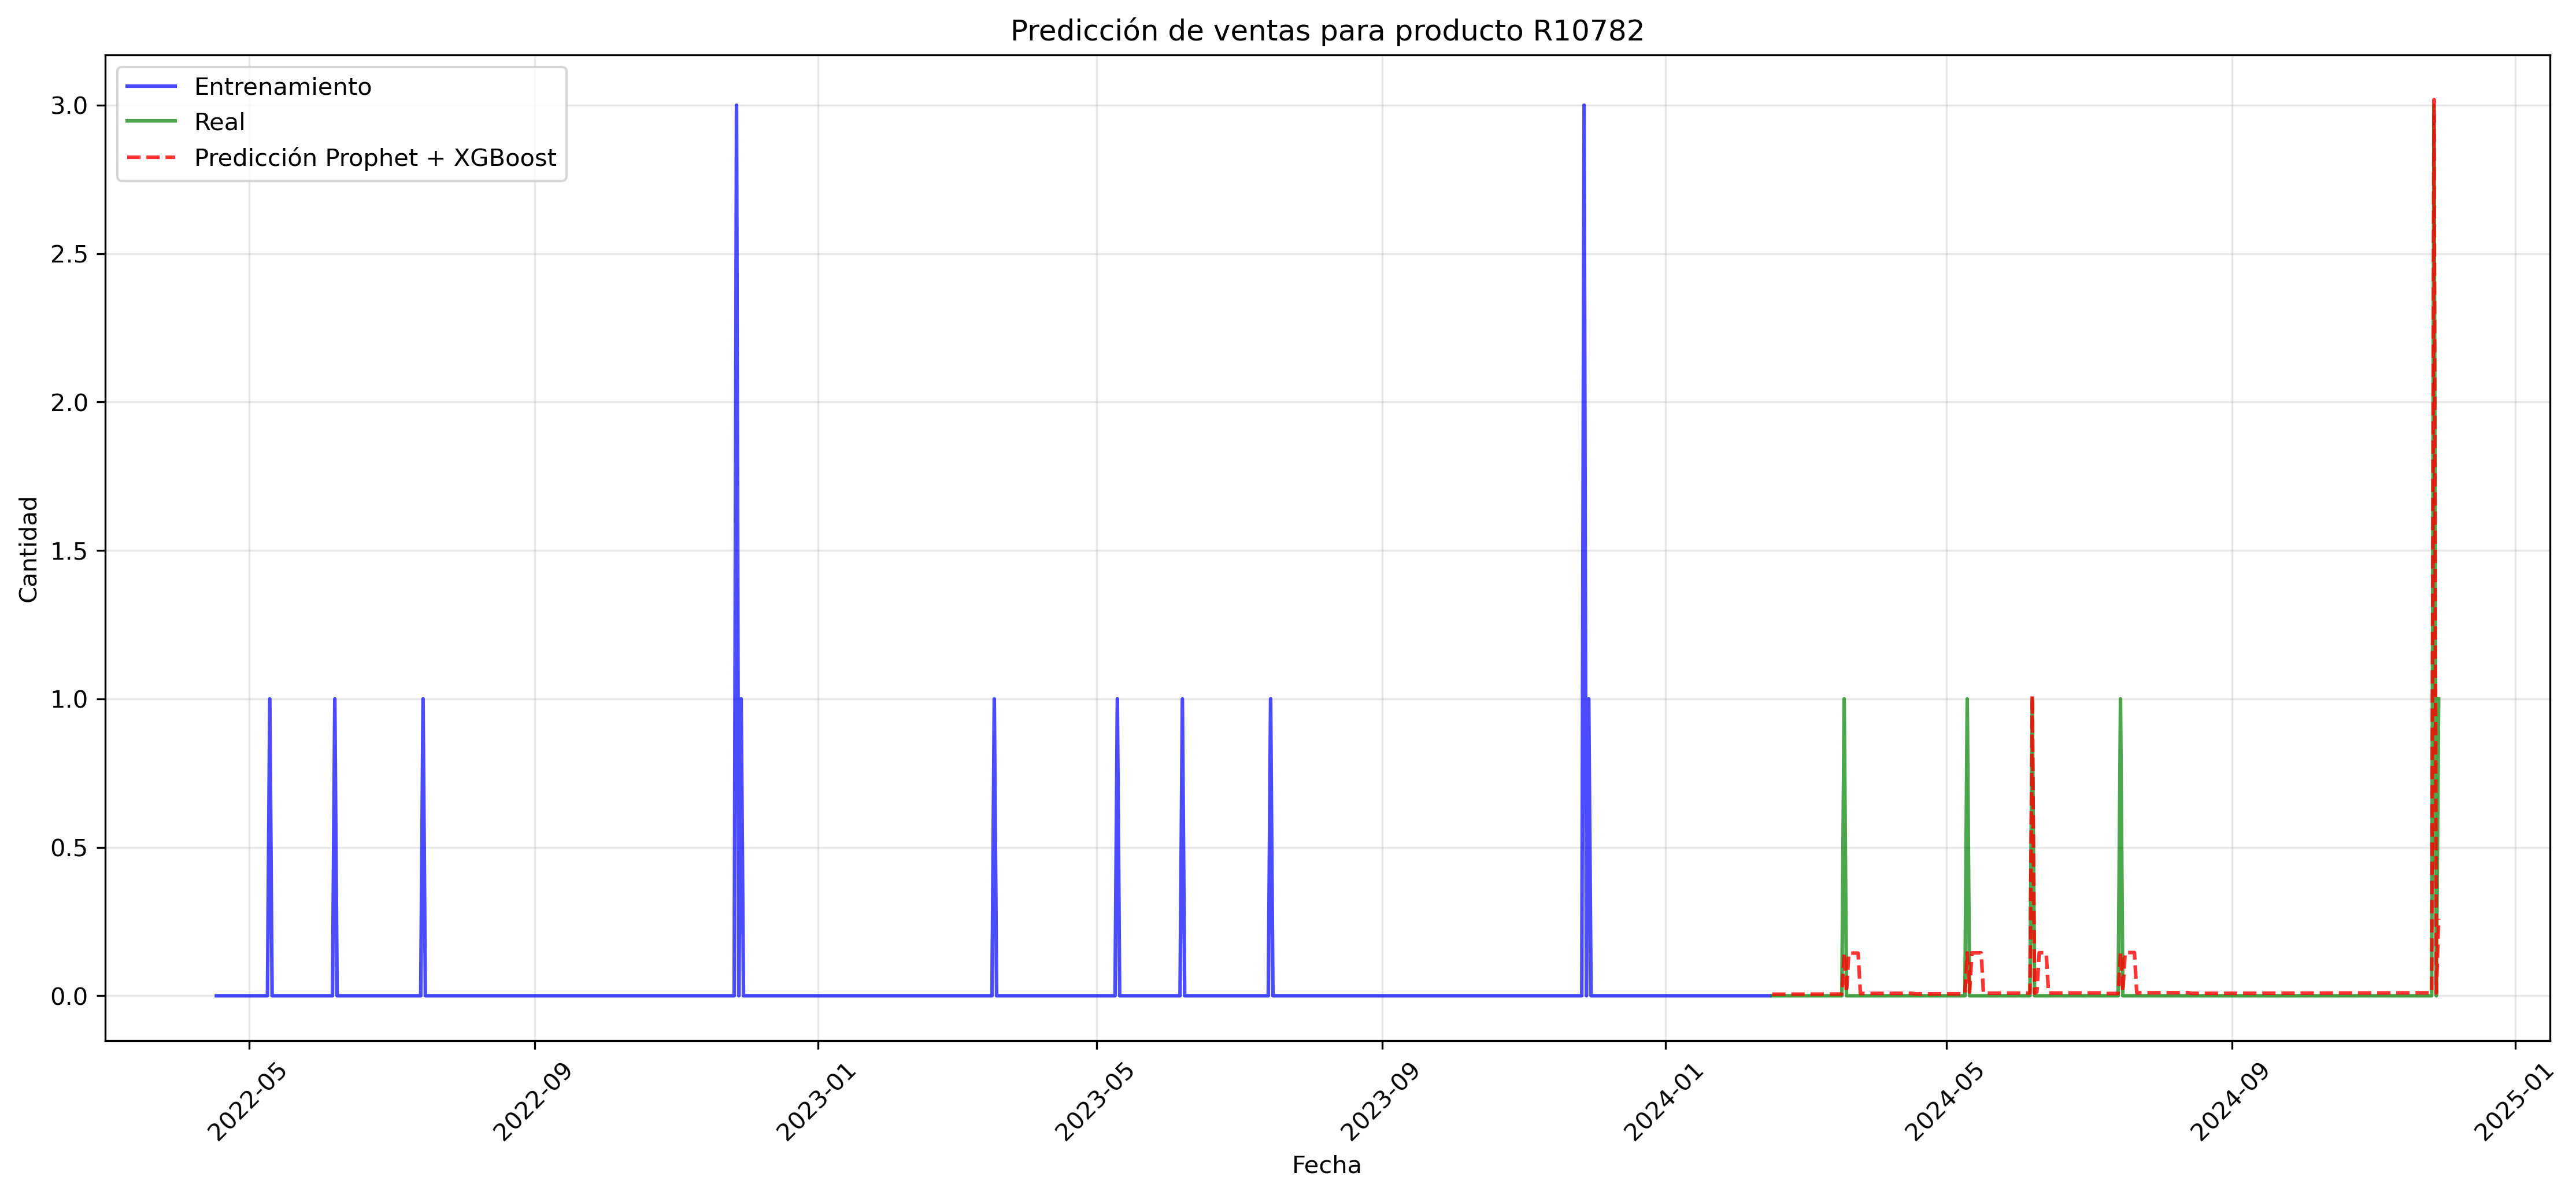 Predicción de ventas para producto R10782
Entrenamiento
Real
Predicción Prophet + XGBoost
3.0
2.5
2.0
1.5
1.0
0.5
0.0
Cantidad
2022-05
2022-09
2023-01
2023-05
2023-09
2024-01
2024-05
2024-09
2025-01
Fecha